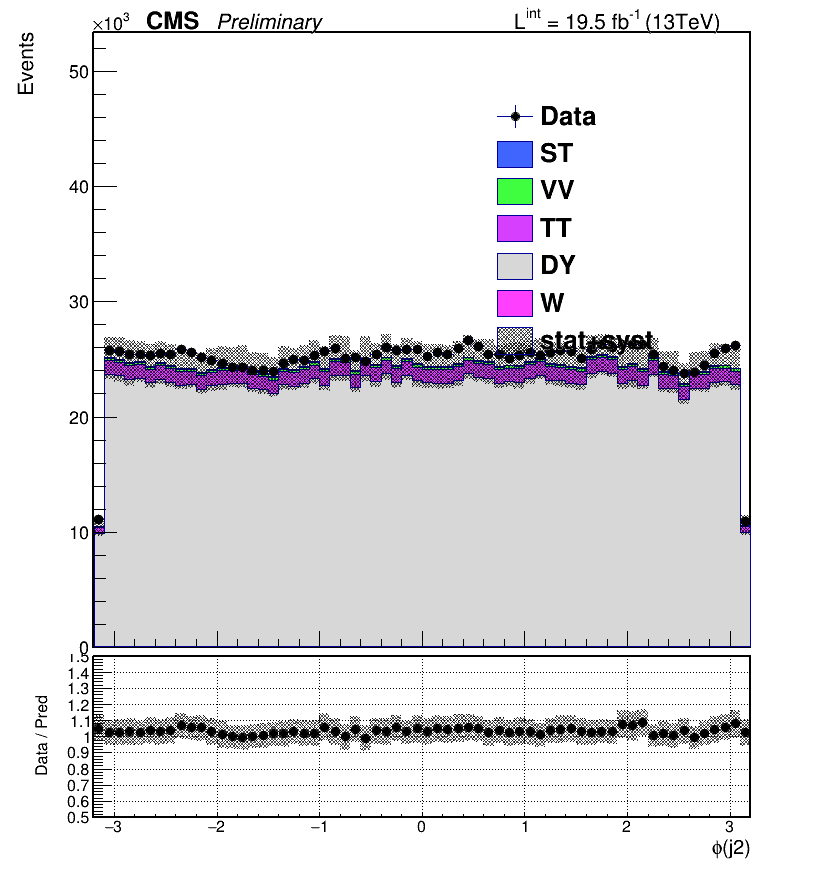 ×10³ CMS Preliminary L^int = 19.5 fb⁻¹ (13TeV)
Events
50
40
30
20
10
0
Data
ST
VV
TT
DY
W
stat+syst
Data / Pred
1.5
1.4
1.3
1.2
1.1
1
0.9
0.8
0.7
0.6
0.5
−3 −2 −1 0 1 2 3
ϕ(j2)